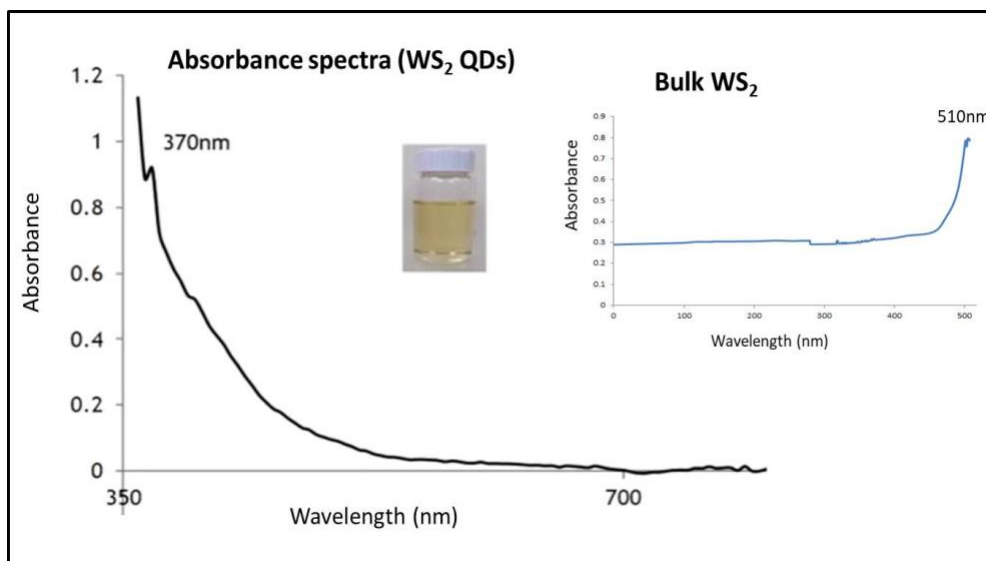 Absorbance spectra (WS₂ QDs)
1.2
1
0.8
0.6
0.4
0.2
0
370nm
Absorbance
350
700
Wavelength (nm)
Bulk WS₂
510nm
0.9
0.8
0.7
0.6
0.5
0.4
0.3
0.2
0.1
0
Absorbance
0 100 200 300 400 500
Wavelength (nm)